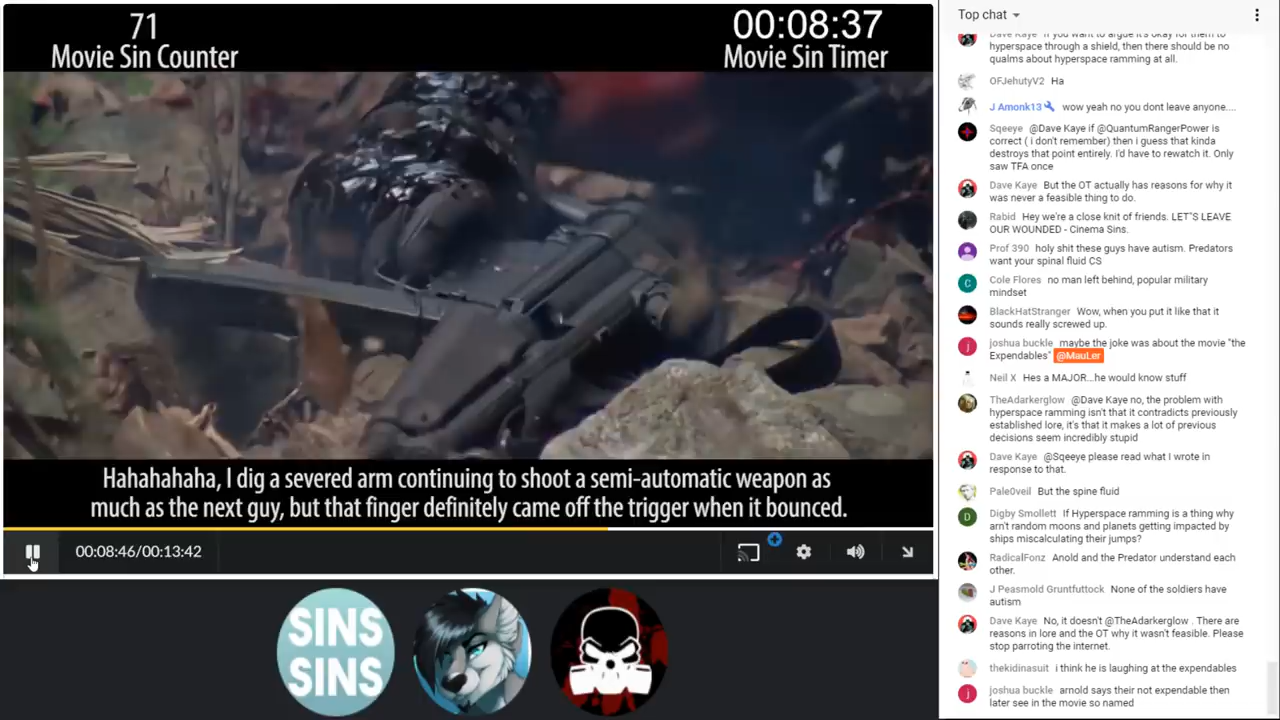 71
Movie Sin Counter
00:08:37
Movie Sin Timer
Hahahahaha, I dig a severed arm continuing to shoot a semi-automatic weapon as
much as the next guy, but that finger definitely came off the trigger when it bounced.
00:08:46/00:13:42
SINS
SINS
Top chat
Dave Kaye If you want to argue it's okay for them to
hyperspace through a shield, then there should be no
qualms about hyperspace ramming at all.
OFJehutyV2 Ha
J Amonk13 wow yeah no you dont leave anyone....
Sqeeye @Dave Kaye if @QuantumRangerPower is
correct ( i don't remember) then i guess that kinda
destroys that point entirely. I'd have to rewatch it. Only
saw TFA once
Dave Kaye But the OT actually has reasons for why it
was never a feasible thing to do.
Rabid Hey we're a close knit of friends. LET"S LEAVE
OUR WOUNDED - Cinema Sins.
Prof 390 holy shit these guys have autism. Predators
want your spinal fluid CS
C
Cole Flores no man left behind, popular military
mindset
BlackHatStranger Wow, when you put it like that it
sounds really screwed up.
j
joshua buckle maybe the joke was about the movie "the
Expendables" @MauLer
Neil X Hes a MAJOR...he would know stuff
TheAdarkerglow @Dave Kaye no, the problem with
hyperspace ramming isn't that it contradicts previously
established lore, it's that it makes a lot of previous
decisions seem incredibly stupid
Dave Kaye @Sqeeye please read what I wrote in
response to that.
Pale0veil But the spine fluid
D
Digby Smollett If Hyperspace ramming is a thing why
arn't random moons and planets getting impacted by
ships miscalculating their jumps?
RadicalFonz Anold and the Predator understand each
other.
J Peasmold Gruntfuttock None of the soldiers have
autism
Dave Kaye No, it doesn't @TheAdarkerglow . There are
reasons in lore and the OT why it wasn't feasible. Please
stop parroting the internet.
thekidinasuit i think he is laughing at the expendables
j
joshua buckle arnold says their not expendable then
later see in the movie so named